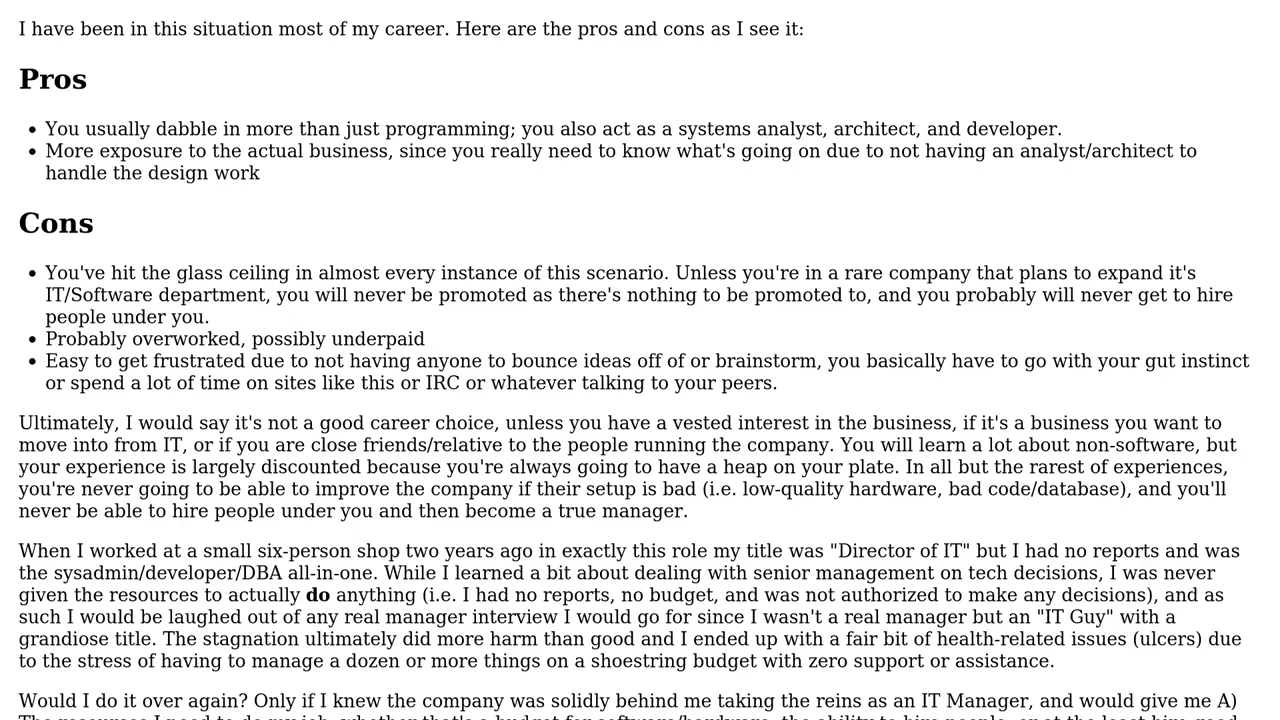 I have been in this situation most of my career. Here are the pros and cons as I see it:
Pros
• You usually dabble in more than just programming; you also act as a systems analyst, architect, and developer.
• More exposure to the actual business, since you really need to know what's going on due to not having an analyst/architect to
handle the design work
Cons
• You've hit the glass ceiling in almost every instance of this scenario. Unless you're in a rare company that plans to expand it's
IT/Software department, you will never be promoted as there's nothing to be promoted to, and you probably will never get to hire
people under you.
• Probably overworked, possibly underpaid
• Easy to get frustrated due to not having anyone to bounce ideas off of or brainstorm, you basically have to go with your gut instinct
or spend a lot of time on sites like this or IRC or whatever talking to your peers.
Ultimately, I would say it's not a good career choice, unless you have a vested interest in the business, if it's a business you want to
move into from IT, or if you are close friends/relative to the people running the company. You will learn a lot about non-software, but
your experience is largely discounted because you're always going to have a heap on your plate. In all but the rarest of experiences,
you're never going to be able to improve the company if their setup is bad (i.e. low-quality hardware, bad code/database), and you'll
never be able to hire people under you and then become a true manager.
When I worked at a small six-person shop two years ago in exactly this role my title was "Director of IT" but I had no reports and was
the sysadmin/developer/DBA all-in-one. While I learned a bit about dealing with senior management on tech decisions, I was never
given the resources to actually do anything (i.e. I had no reports, no budget, and was not authorized to make any decisions), and as
such I would be laughed out of any real manager interview I would go for since I wasn't a real manager but an "IT Guy" with a
grandiose title. The stagnation ultimately did more harm than good and I ended up with a fair bit of health-related issues (ulcers) due
to the stress of having to manage a dozen or more things on a shoestring budget with zero support or assistance.
Would I do it over again? Only if I knew the company was solidly behind me taking the reins as an IT Manager, and would give me A)